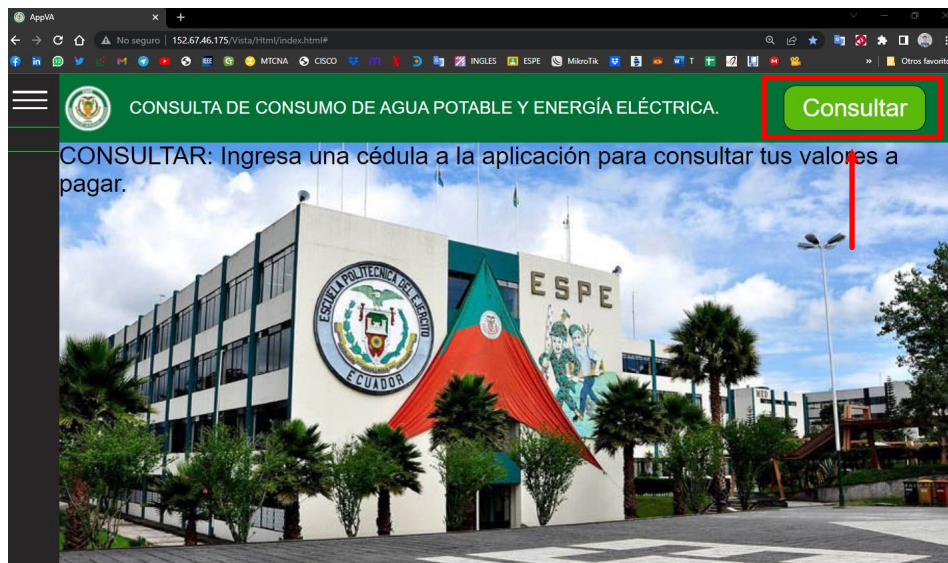 AppVA
No seguro | 152.67.46.175/Vista/Html/index.html#
MTCNA CISCO INGLES ESPE MikroTik T » Otros favorito
CONSULTA DE CONSUMO DE AGUA POTABLE Y ENERGÍA ELÉCTRICA.
Consultar
CONSULTAR: Ingresa una cédula a la aplicación para consultar tus valores a
pagar.
ESPE
ESCUELA POLITECNICA DEL EJERCITO
ECUADOR